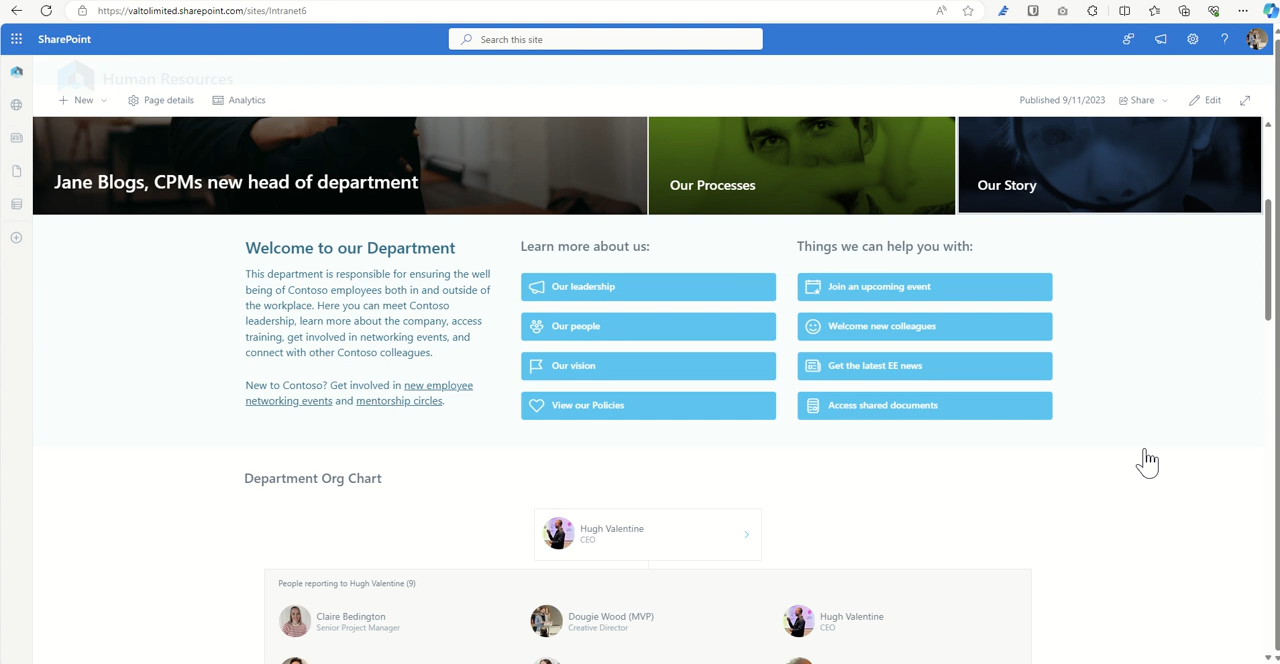 https://valtolimited.sharepoint.com/sites/Intranet6
SharePoint
Search this site
Human Resources
New
Page details
Analytics
Published 9/11/2023
Share
Edit
Jane Blogs, CPMs new head of department
Our Processes
Our Story
Welcome to our Department
This department is responsible for ensuring the well
being of Contoso employees both in and outside of
the workplace. Here you can meet Contoso
leadership, learn more about the company, access
training, get involved in networking events, and
connect with other Contoso colleagues.
New to Contoso? Get involved in new employee
networking events and mentorship circles.
Learn more about us:
Our leadership
Our people
Our vision
View our Policies
Things we can help you with:
Join an upcoming event
Welcome new colleagues
Get the latest EE news
Access shared documents
Department Org Chart
Hugh Valentine
CEO
People reporting to Hugh Valentine (9)
Claire Bedington
Senior Project Manager
Dougie Wood (MVP)
Creative Director
Hugh Valentine
CEO